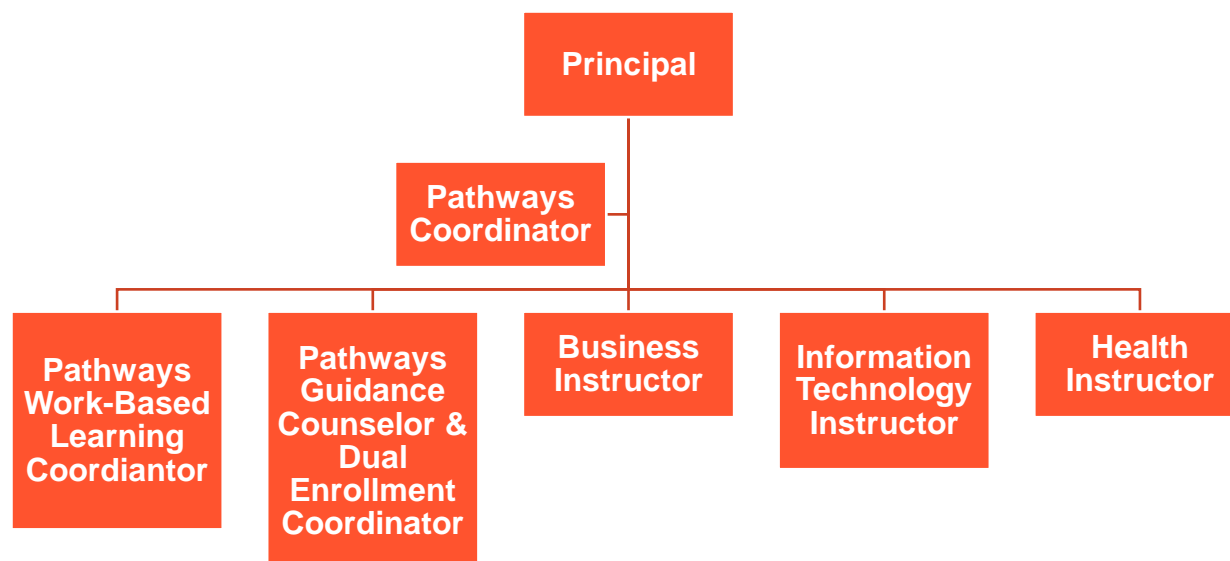 Principal
Pathways
Coordinator
Pathways
Work-Based
Learning
Coordiantor
Pathways
Guidance
Counselor &
Dual
Enrollment
Coordinator
Business
Instructor
Information
Technology
Instructor
Health
Instructor